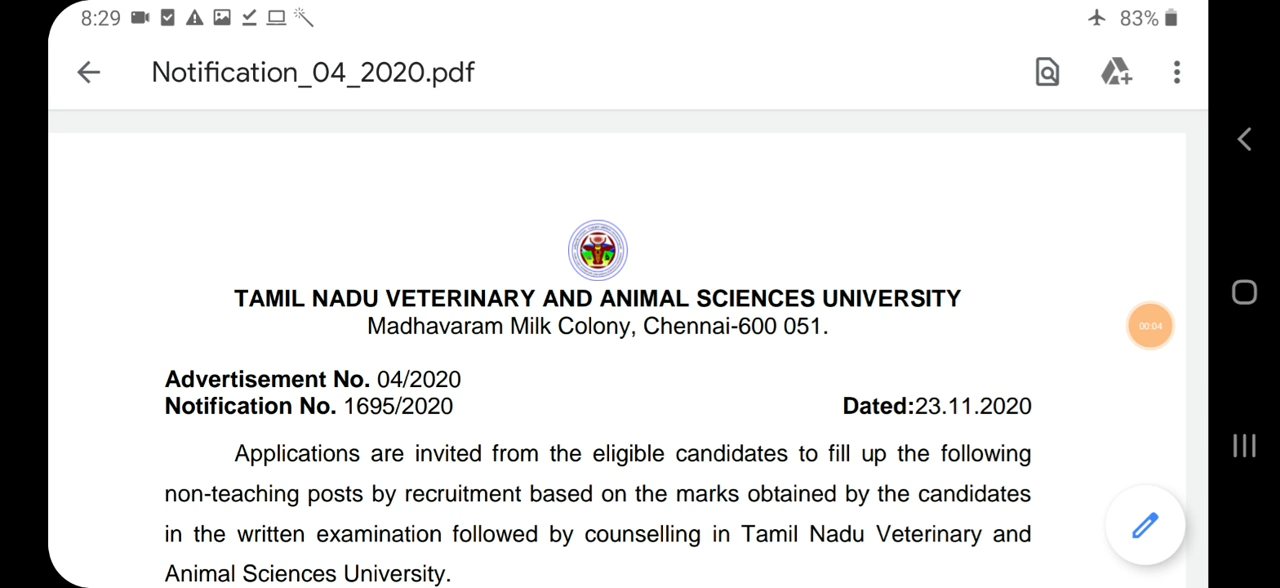 8:29
83%
Notification_04_2020.pdf
TAMIL NADU VETERINARY AND ANIMAL SCIENCES UNIVERSITY
Madhavaram Milk Colony, Chennai-600 051.
00:04
Advertisement No. 04/2020
Notification No. 1695/2020 Dated:23.11.2020
Applications are invited from the eligible candidates to fill up the following
non-teaching posts by recruitment based on the marks obtained by the candidates
in the written examination followed by counselling in Tamil Nadu Veterinary and
Animal Sciences University.